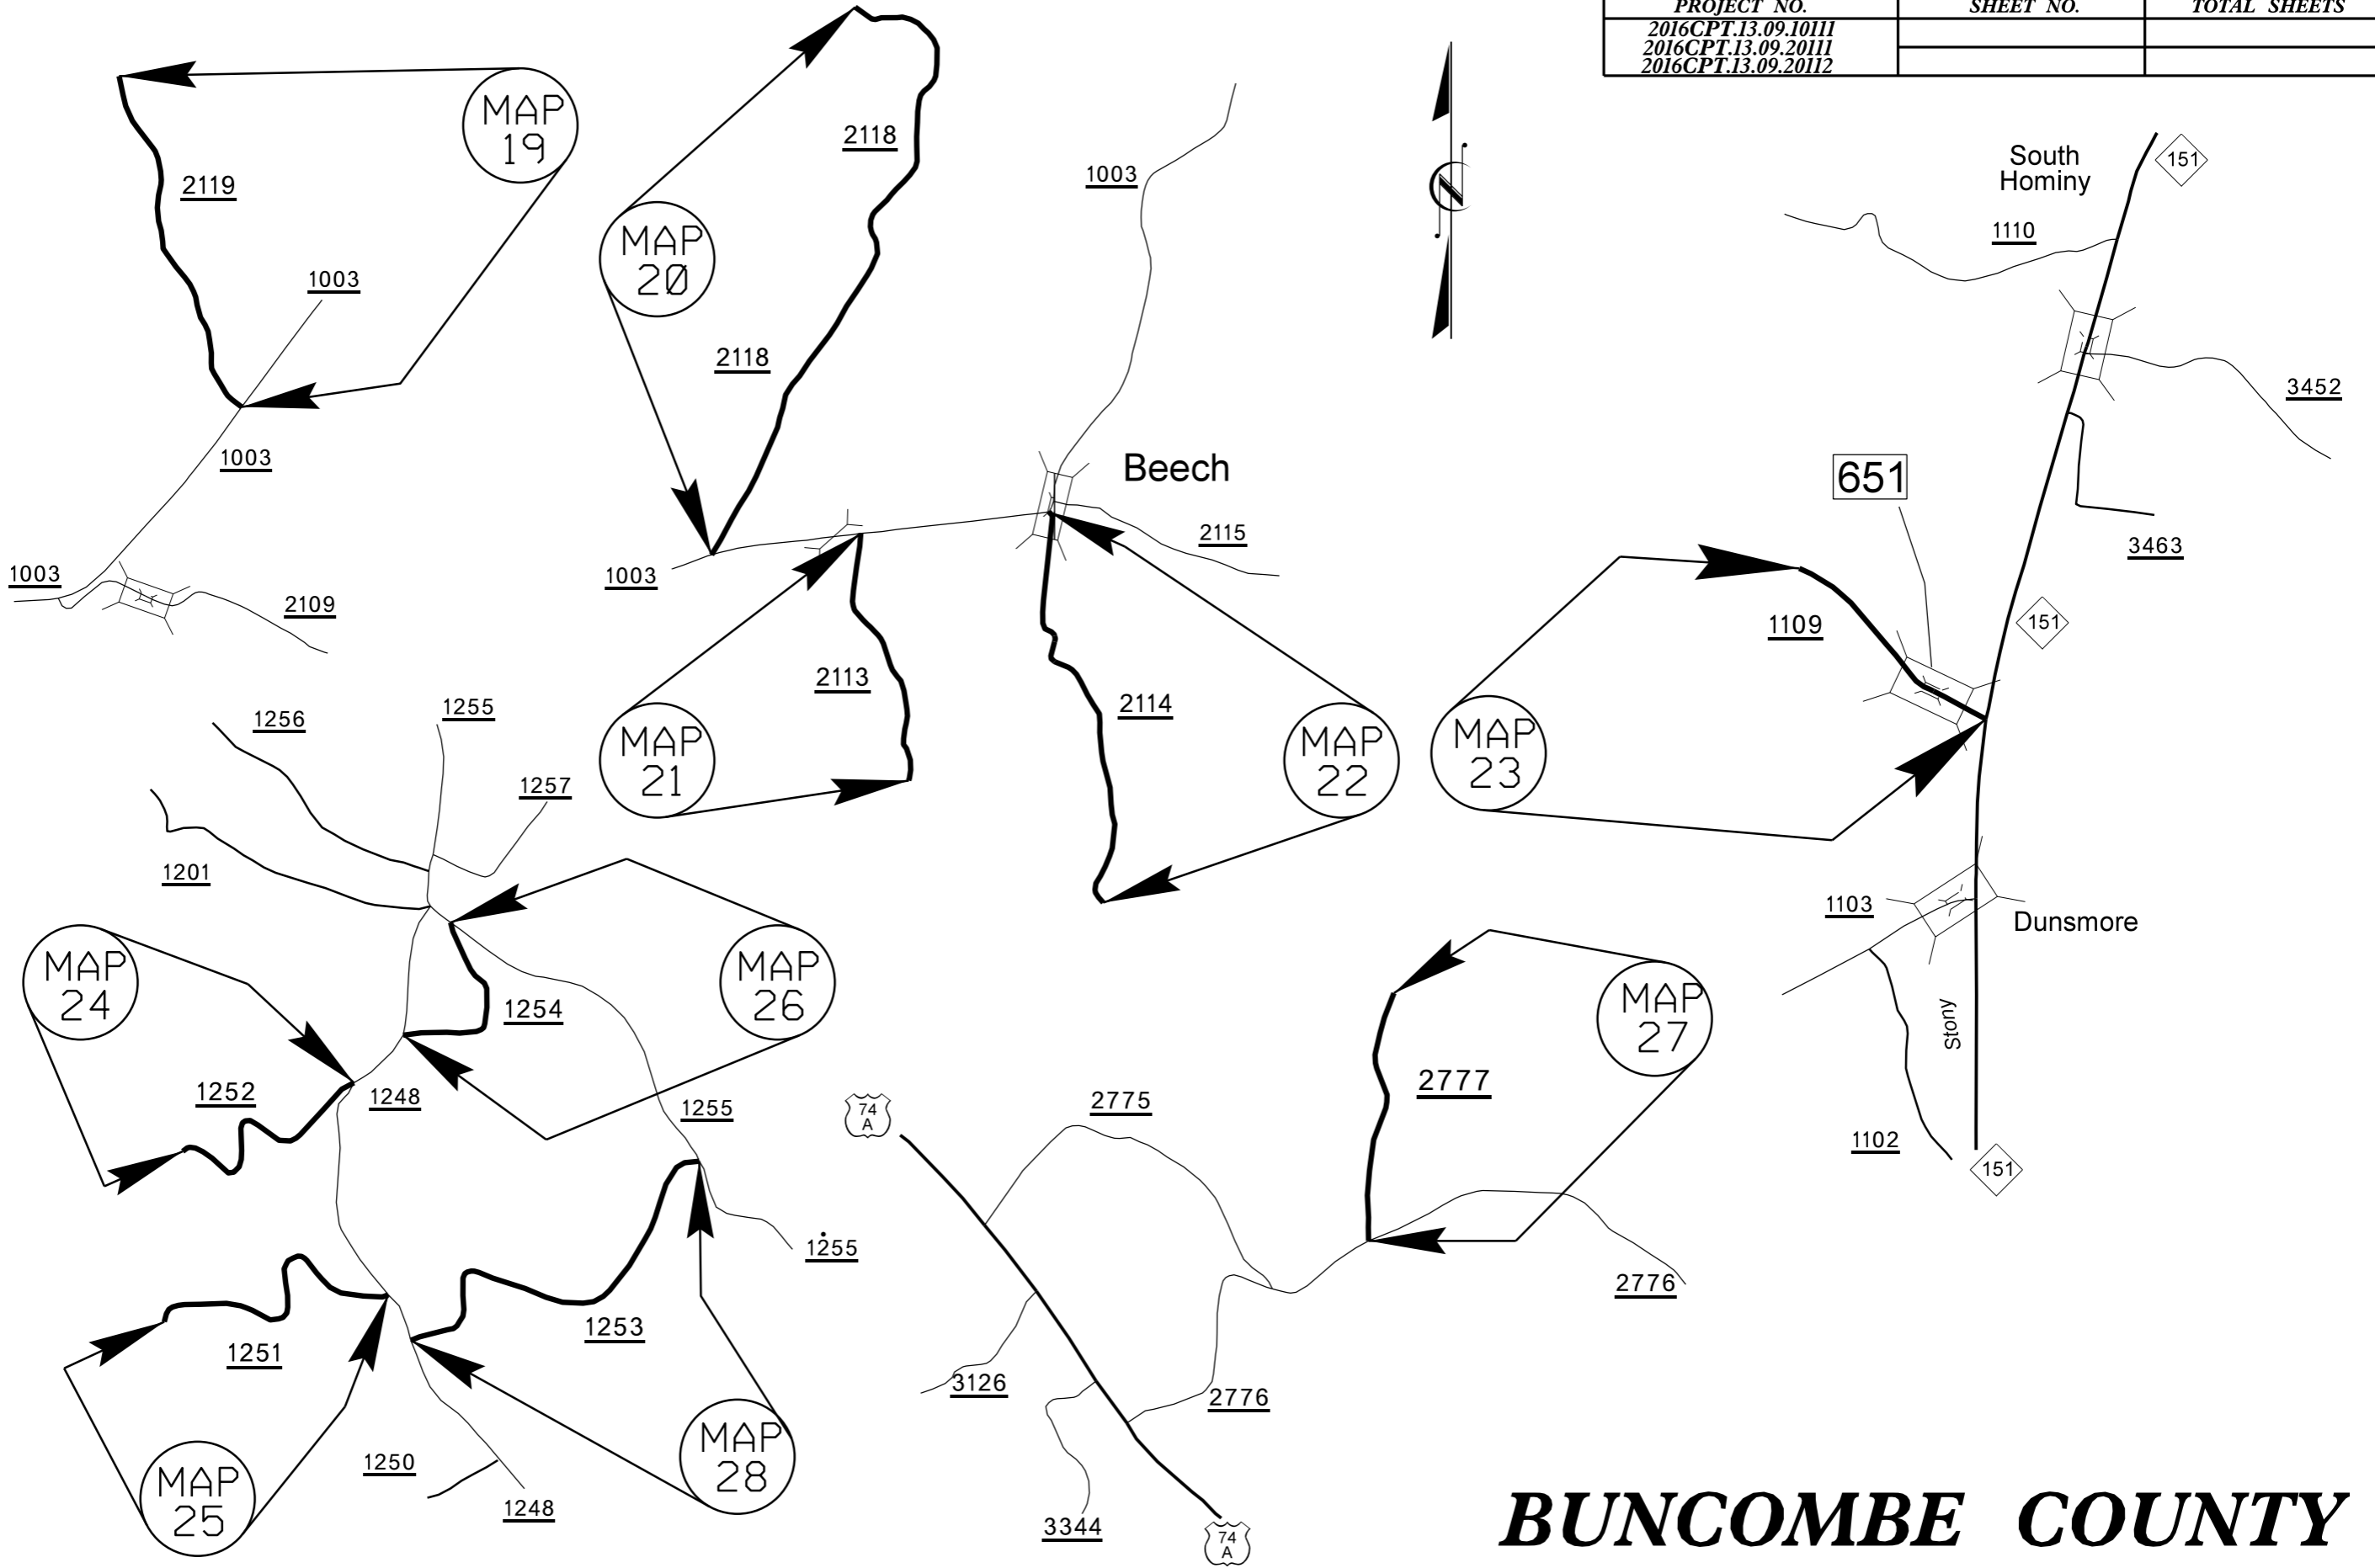 PROJECT NO. SHEET NO. TOTAL SHEETS
2016CPT.13.09.10111
2016CPT.13.09.20111
2016CPT.13.09.20112
MAP
19
2119
1003
1003
1003
2109
MAP
20
2118
2118
1003
1003
Beech
2115
MAP
21
2113
2114
MAP
22
South
Hominy
151
1110
3452
651
3463
151
1109
MAP
23
1103
Dunsmore
Stony
1102
151
1256
1255
1257
1201
MAP
24
MAP
26
1254
1252
1248
1255
1255
1253
1251
MAP
25
MAP
28
1250
1248
MAP
27
2777
74
A
2775
2776
3126
2776
3344
74
A
BUNCOMBE COUNTY